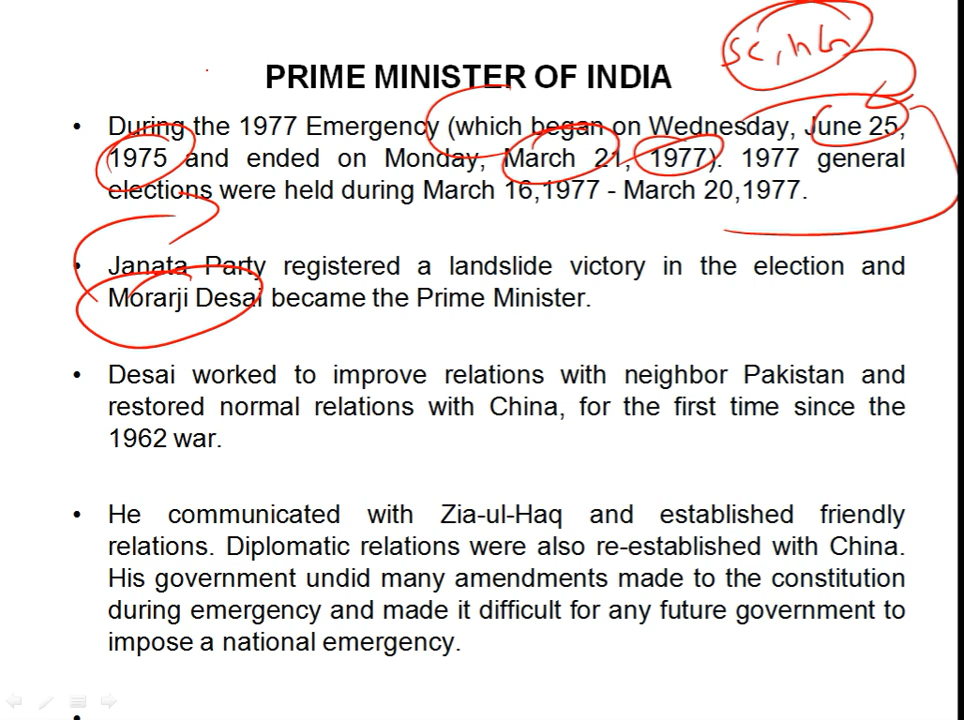 PRIME MINISTER OF INDIA
• During the 1977 Emergency (which began on Wednesday, June 25,
1975 and ended on Monday, March 21, 1977). 1977 general
elections were held during March 16,1977 - March 20,1977.
• Janata Party registered a landslide victory in the election and
Morarji Desai became the Prime Minister.
• Desai worked to improve relations with neighbor Pakistan and
restored normal relations with China, for the first time since the
1962 war.
• He communicated with Zia-ul-Haq and established friendly
relations. Diplomatic relations were also re-established with China.
His government undid many amendments made to the constitution
during emergency and made it difficult for any future government to
impose a national emergency.
•